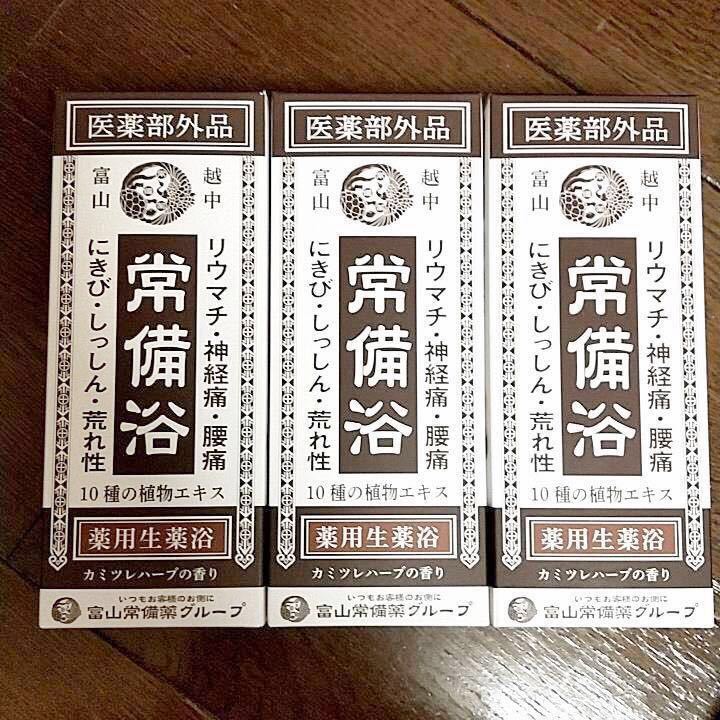 医薬部外品
越中
富山
リウマチ・神経痛・腰痛
常備浴
にきび・しっしん・荒れ性
10種の植物エキス
薬用生薬浴
カミツレハーブの香り
いつもお客様のお側に
富山常備薬グループ
医薬部外品
越中
富山
リウマチ・神経痛・腰痛
常備浴
にきび・しっしん・荒れ性
10種の植物エキス
薬用生薬浴
カミツレハーブの香り
いつもお客様のお側に
富山常備薬グループ
医薬部外品
越中
富山
リウマチ・神経痛・腰痛
常備浴
にきび・しっしん・荒れ性
10種の植物エキス
薬用生薬浴
カミツレハーブの香り
いつもお客様のお側に
富山常備薬グループ